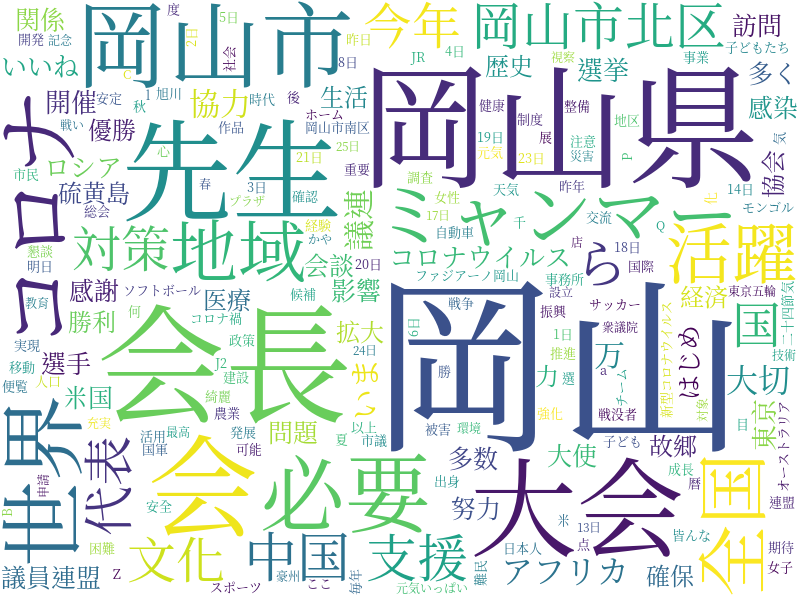 関係
開発
記念
度
5日
2日
岡山市
今年
昨日
社会
岡山市北区
訪問
子どもたち
いいね
C
1
安定
秋
旭川
8日
JR
4日
歴史
選挙
視察
事業
多く
感染
開催
協力
生活
時代
後
コロナ
戦い
優勝
作品
ホーム
岡山市南区
先生
岡山県
健康
制度
整備
地区
展
19日
元気
23日
注意
災害
P
協会
ロシア
心
21日
25日
重要
市民
硫黄島
春
3日
確認
プラザ
総会
議連
調査
女性
17日
ミャンマー
天気
昨年
化
14日
モンゴル
懇談
明日
対策
地域
経験
かや
千
交流
Q
自動車
会談
コロナウイルス
ら
店
18日
国際
活躍
教育
感謝
ソフトボール
医療
影響
20日
候補
ファジアーノ岡山
事務所
設立
経済
東京五輪
二十四節気
勝利
何
コロナ禍
会長
岡山
戦争
振興
サッカー
衆議院
国
はじめ
新型コロナウイルス
技術
実現
選手
政策
拡大
6日
1日
万
移動
J2
24日
いま
勝
推進
a
チーム
大切
便覧
人口
米国
建設
綺麗
農業
力
選
戦没者
対象
オーストラリア
世界
充実
活用
最高
発展
問題
以上
強化
東京
代表
国軍
可能
夏
市議
会
必要
被害
環境
子ども
故郷
目
多数
大使
大会
全国
成長
暦
連盟
申請
B
安全
出身
努力
米
13日
皆んな
困難
文化
中国
支援
点
期待
議員連盟
Z
豪州
ここ
毎年
日本人
アフリカ
確保
女子
スポーツ
元気いっぱい
難民